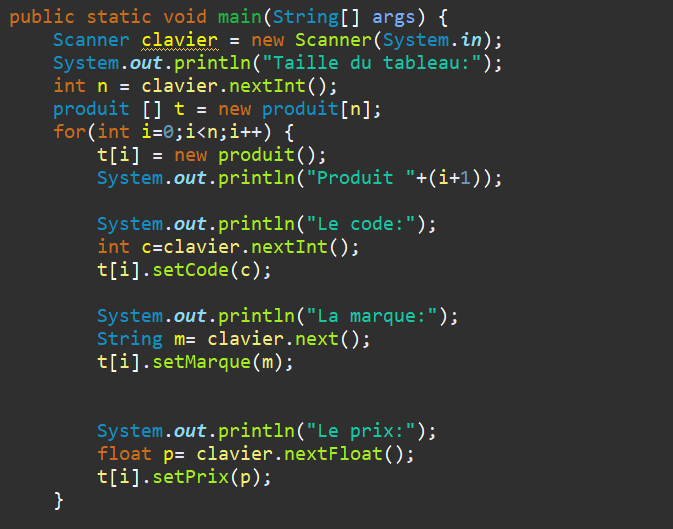 public static void main(String[] args) {
Scanner clavier = new Scanner(System.in);
System.out.println("Taille du tableau:");
int n = clavier.nextInt();
produit [] t = new produit[n];
for(int i=0;i<n;i++) {
t[i] = new produit();
System.out.println("Produit "+(i+1));
System.out.println("Le code:");
int c=clavier.nextInt();
t[i].setCode(c);
System.out.println("La marque:");
String m= clavier.next();
t[i].setMarque(m);
System.out.println("Le prix:");
float p= clavier.nextFloat();
t[i].setPrix(p);
}